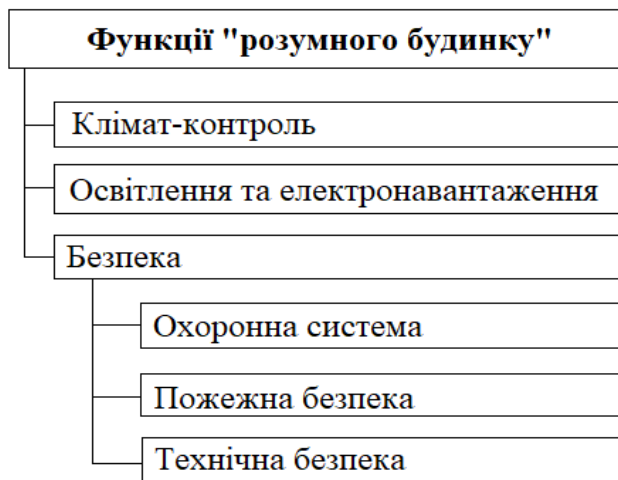 Функції "розумного будинку"
Клімат-контроль
Освітлення та електронавантаження
Безпека
Охоронна система
Пожежна безпека
Технічна безпека